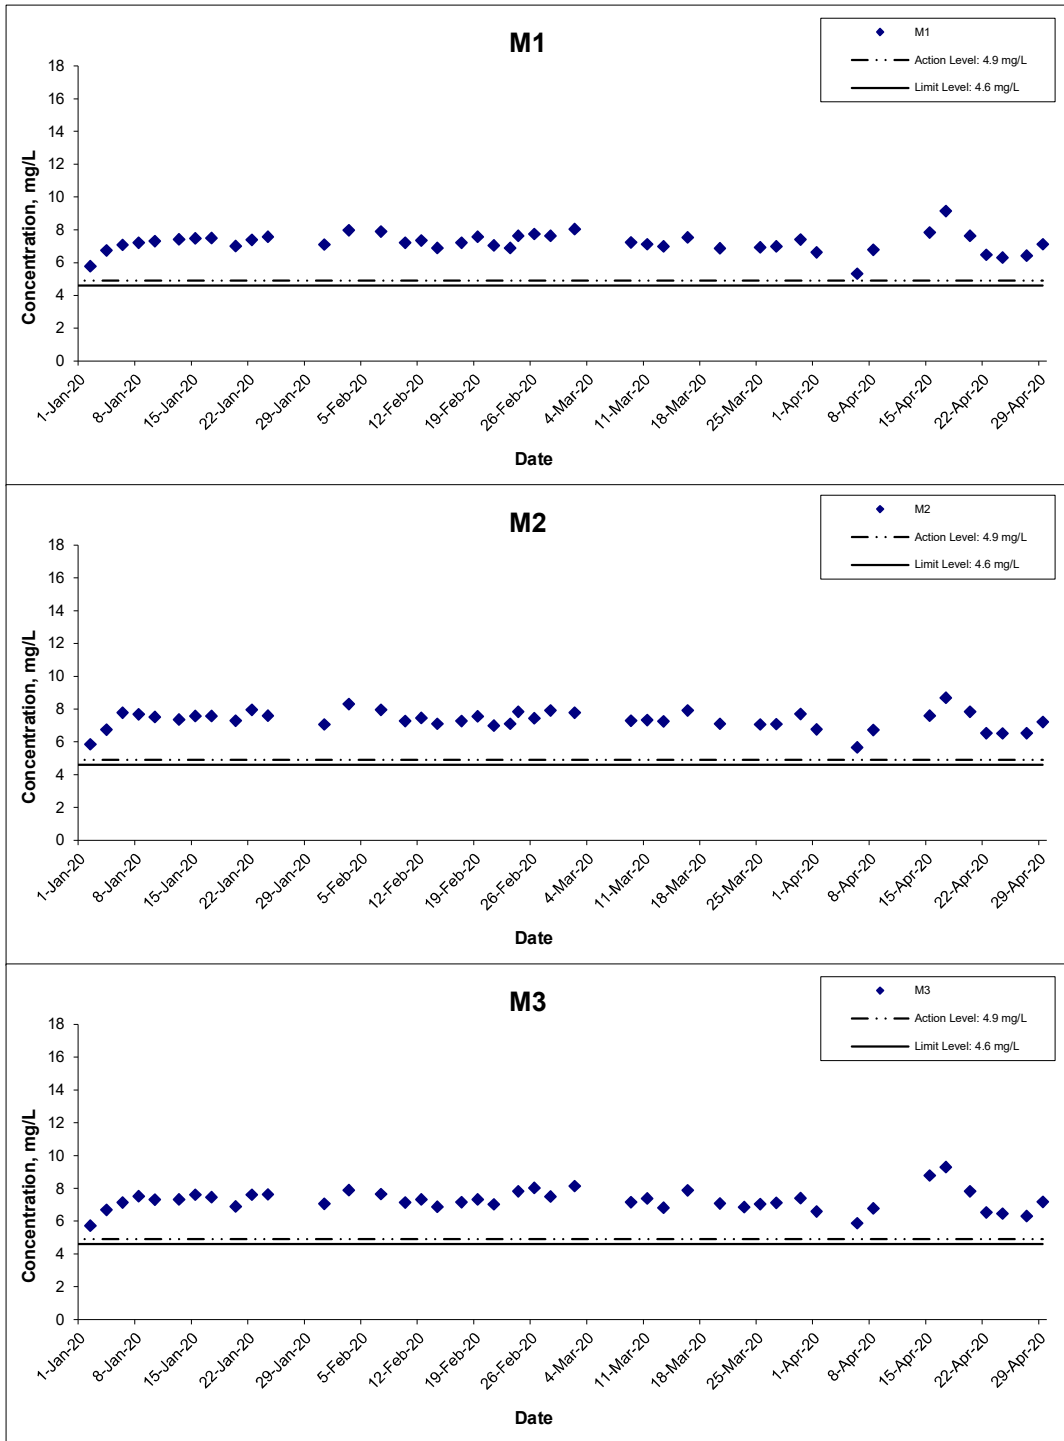 M1
M1
Action Level: 4.9 mg/L
Limit Level: 4.6 mg/L
Concentration, mg/L
18
16
14
12
10
8
6
4
2
0
1-Jan-20
8-Jan-20
15-Jan-20
22-Jan-20
29-Jan-20
5-Feb-20
12-Feb-20
19-Feb-20
26-Feb-20
4-Mar-20
11-Mar-20
18-Mar-20
25-Mar-20
1-Apr-20
8-Apr-20
15-Apr-20
22-Apr-20
29-Apr-20
Date
M2
M2
Action Level: 4.9 mg/L
Limit Level: 4.6 mg/L
Concentration, mg/L
18
16
14
12
10
8
6
4
2
0
1-Jan-20
8-Jan-20
15-Jan-20
22-Jan-20
29-Jan-20
5-Feb-20
12-Feb-20
19-Feb-20
26-Feb-20
4-Mar-20
11-Mar-20
18-Mar-20
25-Mar-20
1-Apr-20
8-Apr-20
15-Apr-20
22-Apr-20
29-Apr-20
Date
M3
M3
Action Level: 4.9 mg/L
Limit Level: 4.6 mg/L
Concentration, mg/L
18
16
14
12
10
8
6
4
2
0
1-Jan-20
8-Jan-20
15-Jan-20
22-Jan-20
29-Jan-20
5-Feb-20
12-Feb-20
19-Feb-20
26-Feb-20
4-Mar-20
11-Mar-20
18-Mar-20
25-Mar-20
1-Apr-20
8-Apr-20
15-Apr-20
22-Apr-20
29-Apr-20
Date